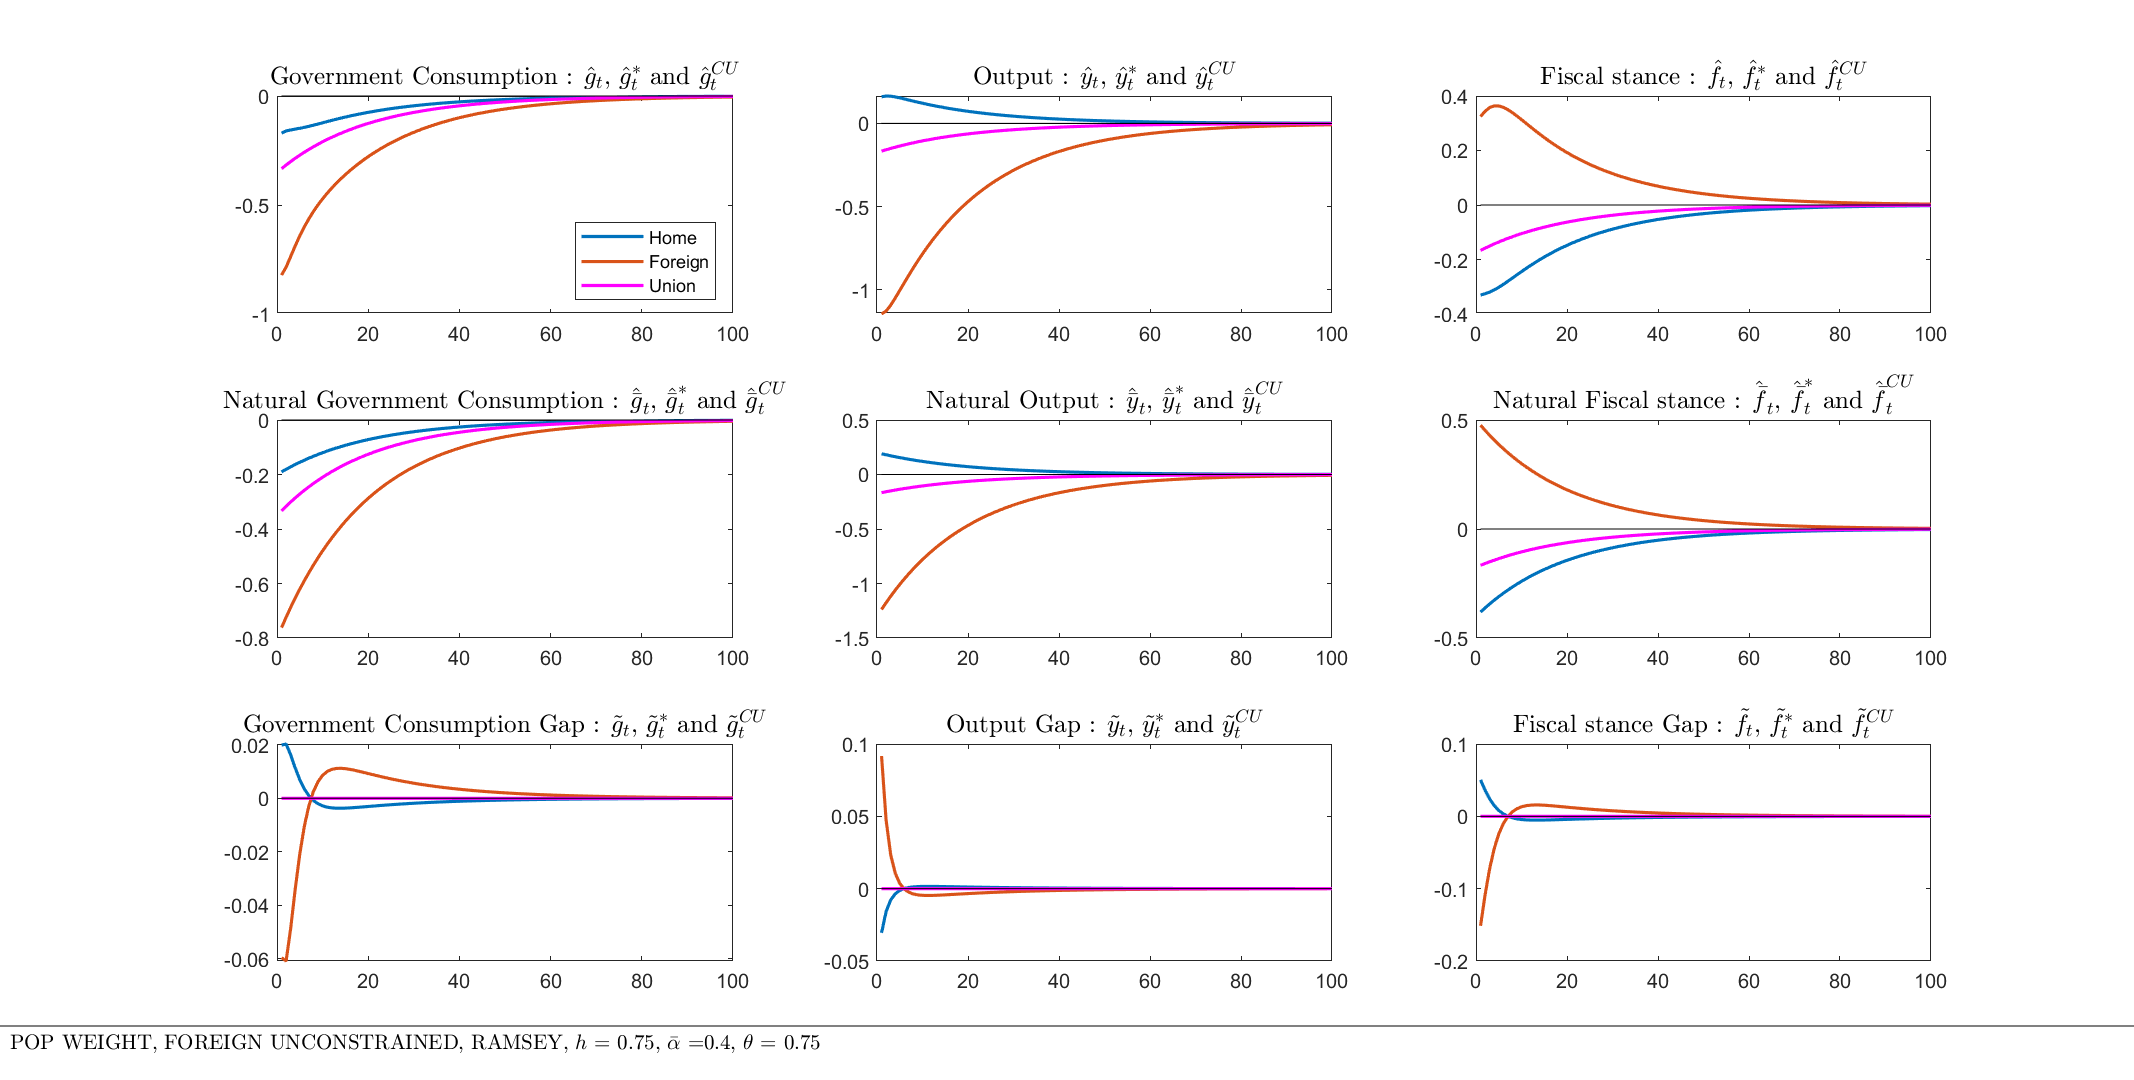 Government Consumption : ĝₜ, ĝₜ* and ĝₜᶜᵁ
0
-0.5
-1
0 20 40 60 80 100
Home
Foreign
Union
Output : ŷₜ, ŷₜ* and ŷₜᶜᵁ
0
-0.5
-1
0 20 40 60 80 100
Fiscal stance : f̂ₜ, f̂ₜ* and f̂ₜᶜᵁ
0.4
0.2
0
-0.2
-0.4
0 20 40 60 80 100
Natural Government Consumption : ḡ̂ₜ, ḡ̂ₜ* and ḡ̂ₜᶜᵁ
0
-0.2
-0.4
-0.6
-0.8
0 20 40 60 80 100
Natural Output : ȳ̂ₜ, ȳ̂ₜ* and ȳ̂ₜᶜᵁ
0.5
0
-0.5
-1
-1.5
0 20 40 60 80 100
Natural Fiscal stance : f̄̂ₜ, f̄̂ₜ* and f̄̂ₜᶜᵁ
0.5
0
-0.5
0 20 40 60 80 100
Government Consumption Gap : g̃ₜ, g̃ₜ* and g̃ₜᶜᵁ
0.02
0
-0.02
-0.04
-0.06
0 20 40 60 80 100
Output Gap : ỹₜ, ỹₜ* and ỹₜᶜᵁ
0.1
0.05
0
-0.05
0 20 40 60 80 100
Fiscal stance Gap : f̃ₜ, f̃ₜ* and f̃ₜᶜᵁ
0.1
0
-0.1
-0.2
0 20 40 60 80 100
POP WEIGHT, FOREIGN UNCONSTRAINED, RAMSEY, h = 0.75, ᾱ =0.4, θ = 0.75